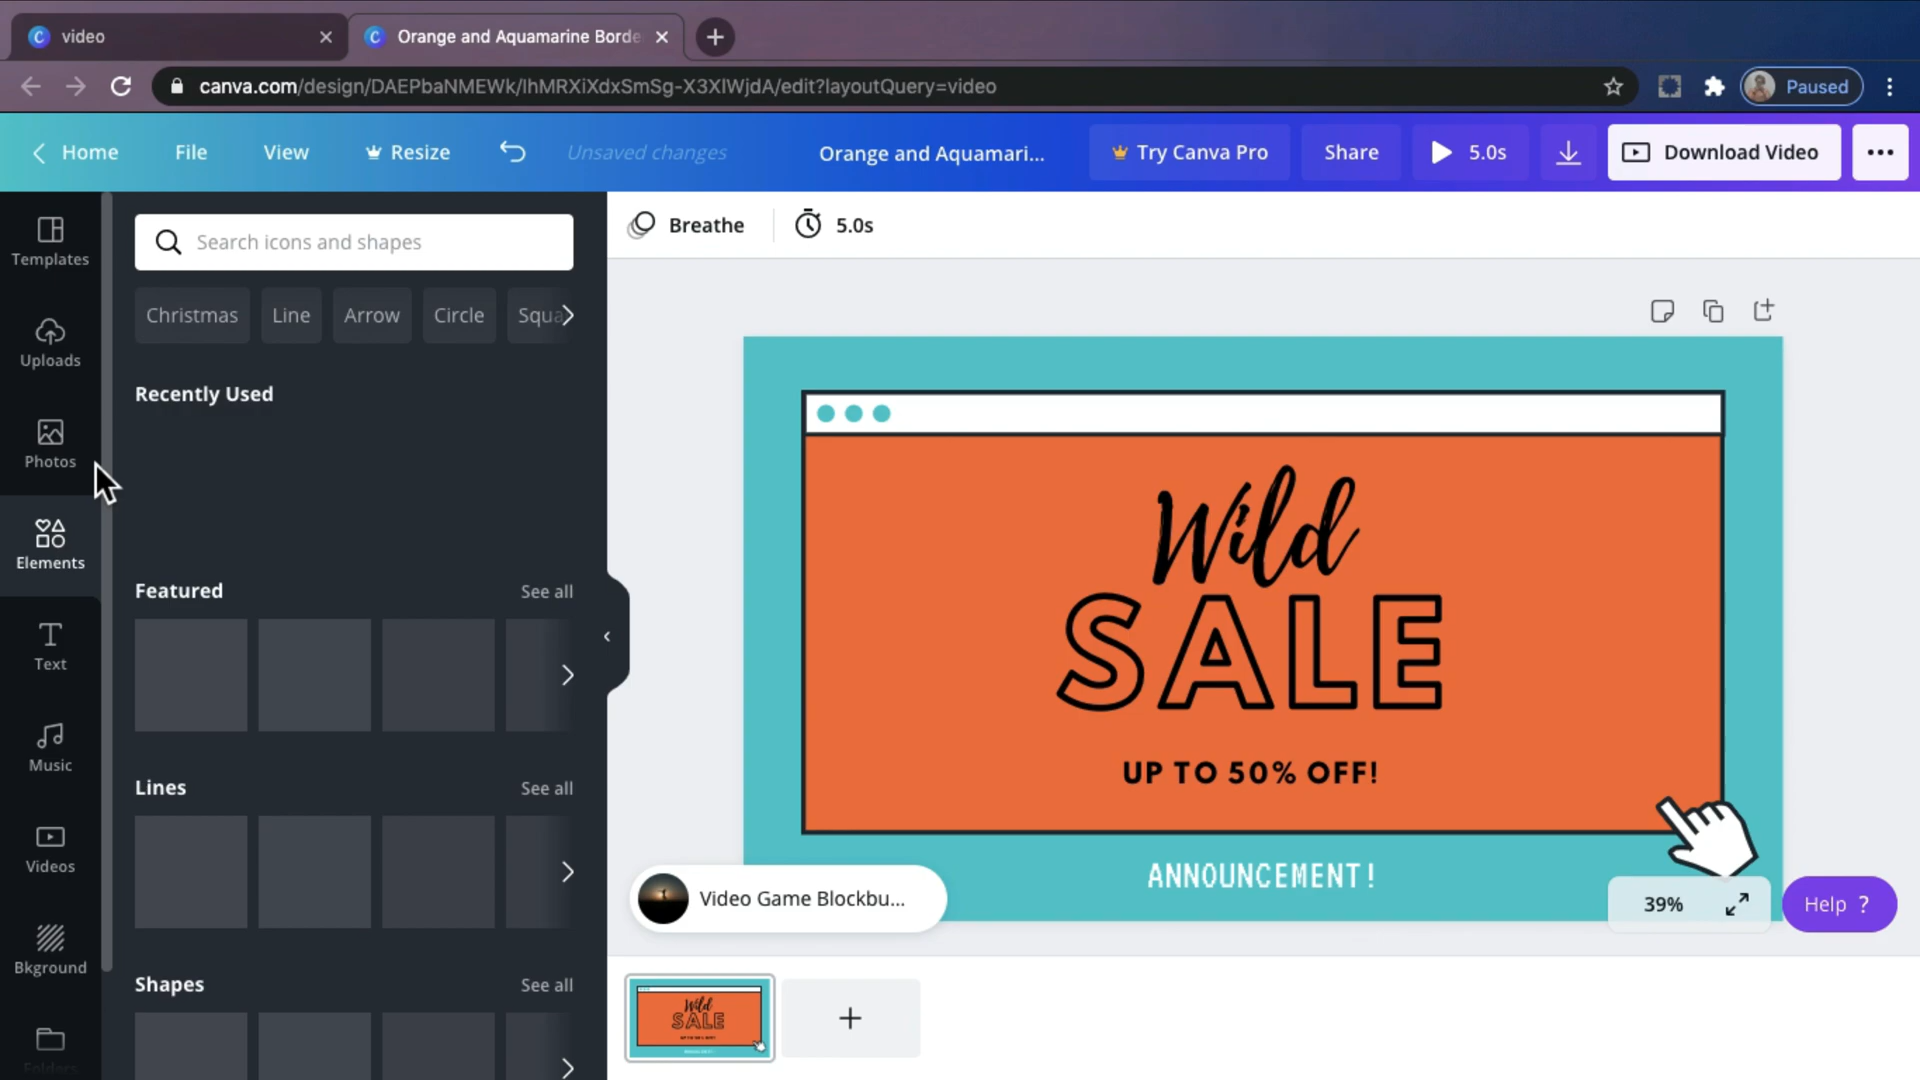 video
Orange and Aquamarine Borde
canva.com/design/DAEPbaNMEWk/lhMRXiXdxSmSg-X3XlWjdA/edit?layoutQuery=video
Paused
Home
File
View
Resize
Unsaved changes
Orange and Aquamari...
Try Canva Pro
Share
5.0s
Download Video
Templates
Uploads
Photos
Elements
Text
Music
Videos
Bkground
Folders
Search icons and shapes
Christmas
Line
Arrow
Circle
Squa
Recently Used
Featured
See all
Lines
See all
Shapes
See all
Breathe
5.0s
Wild
SALE
UP TO 50% OFF!
ANNOUNCEMENT!
Video Game Blockbu...
39%
Help ?
Wild
SALE